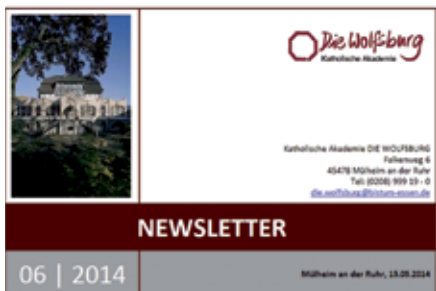 Die Wolfsburg
Katholische Akademie
Katholische Akademie DIE WOLFSBURG
Falkenweg 6
45478 Mülheim an der Ruhr
Tel: (0208) 999 19 - 0
die.wolfsburg@bistum-essen.de
NEWSLETTER
06 | 2014
Mülheim an der Ruhr, 15.05.2014